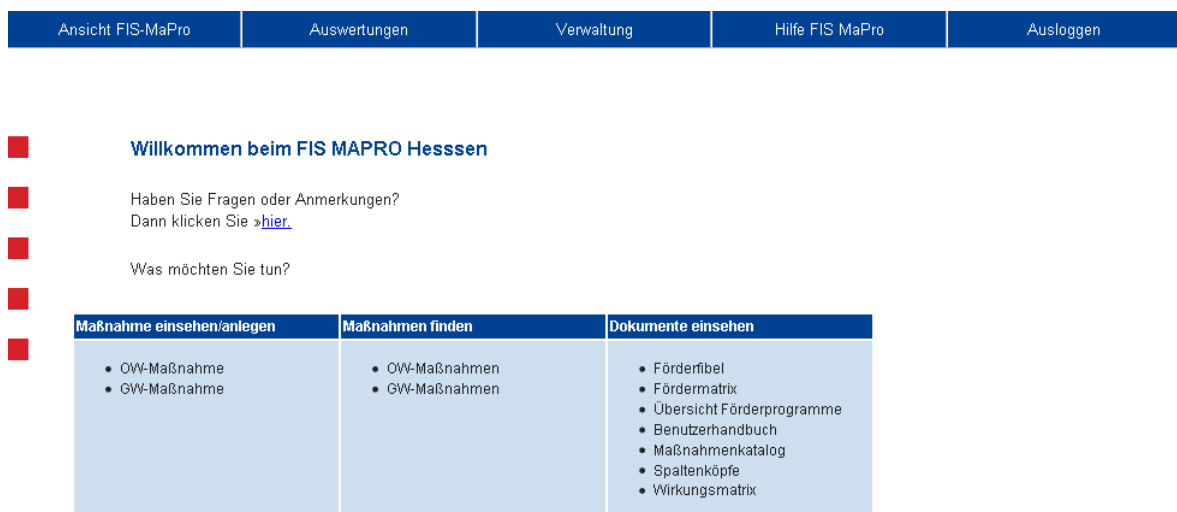 Ansicht FIS-MaPro Auswertungen Verwaltung Hilfe FIS MaPro Ausloggen
Willkommen beim FIS MAPRO Hesssen
Haben Sie Fragen oder Anmerkungen?
Dann klicken Sie »hier.
Was möchten Sie tun?
Maßnahme einsehen/anlegen Maßnahmen finden Dokumente einsehen
• OW-Maßnahme • OW-Maßnahmen • Förderfibel
• GW-Maßnahme • GW-Maßnahmen • Fördermatrix
• Übersicht Förderprogramme
• Benutzerhandbuch
• Maßnahmenkatalog
• Spaltenköpfe
• Wirkungsmatrix